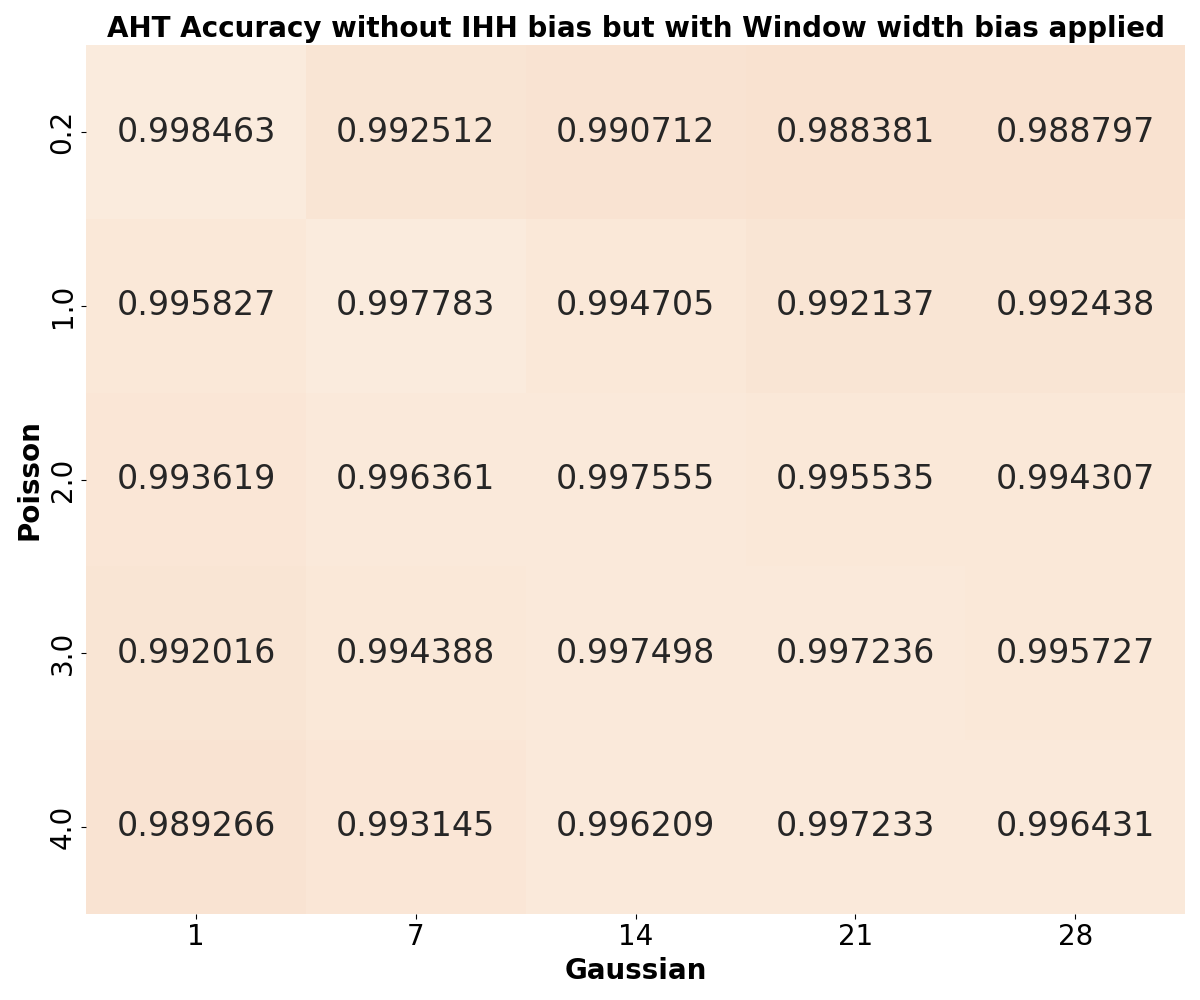 AHT Accuracy without IHH bias but with Window width bias applied
0.2 0.998463 0.992512 0.990712 0.988381 0.988797
1.0 0.995827 0.997783 0.994705 0.992137 0.992438
Poisson
2.0 0.993619 0.996361 0.997555 0.995535 0.994307
3.0 0.992016 0.994388 0.997498 0.997236 0.995727
4.0 0.989266 0.993145 0.996209 0.997233 0.996431
1 7 14 21 28
Gaussian